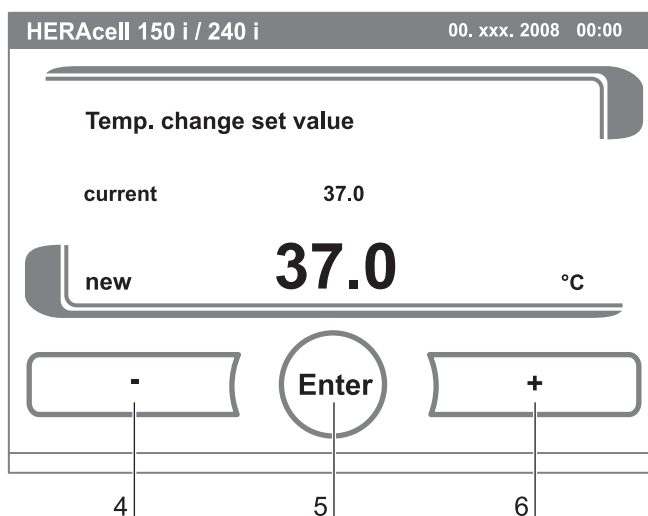 HERAcell 150 i / 240 i 00. xxx. 2008 00:00
Temp. change set value
current 37.0
new 37.0 °C
- Enter +
4 5 6